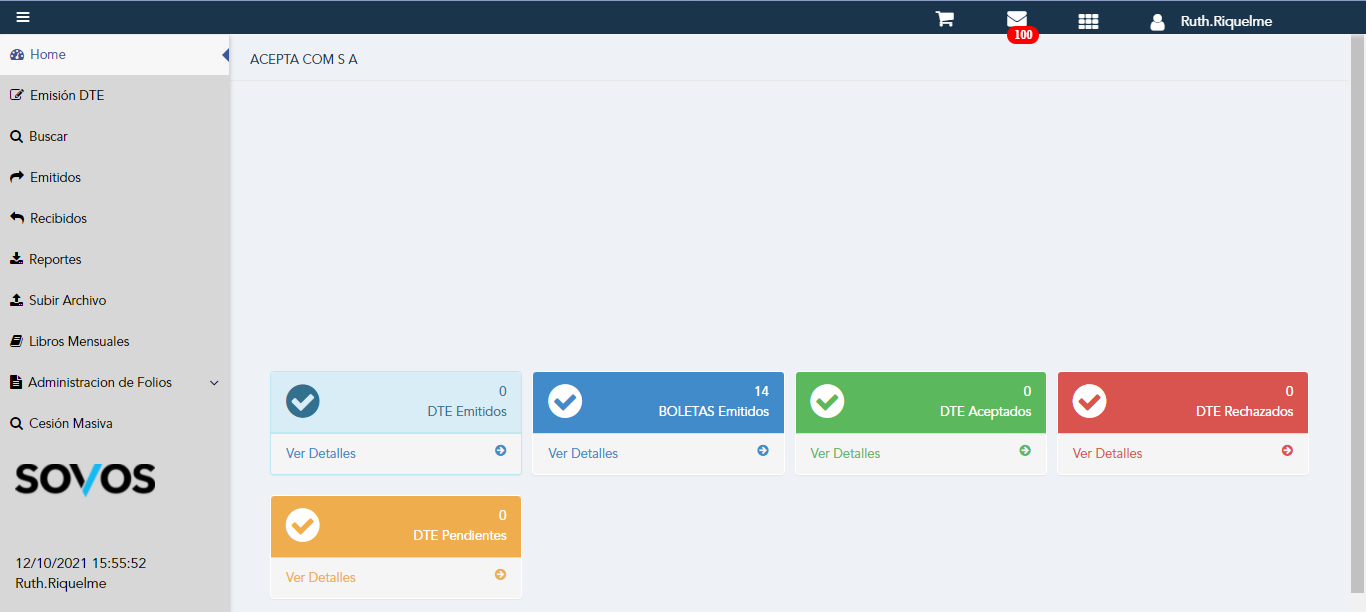 100
Ruth.Riquelme
Home
Emisión DTE
Buscar
Emitidos
Recibidos
Reportes
Subir Archivo
Libros Mensuales
Administracion de Folios
Cesión Masiva
SOVOS
12/10/2021 15:55:52
Ruth.Riquelme
ACEPTA COM S A
0
DTE Emitidos
Ver Detalles
14
BOLETAS Emitidos
Ver Detalles
0
DTE Aceptados
Ver Detalles
0
DTE Rechazados
Ver Detalles
0
DTE Pendientes
Ver Detalles